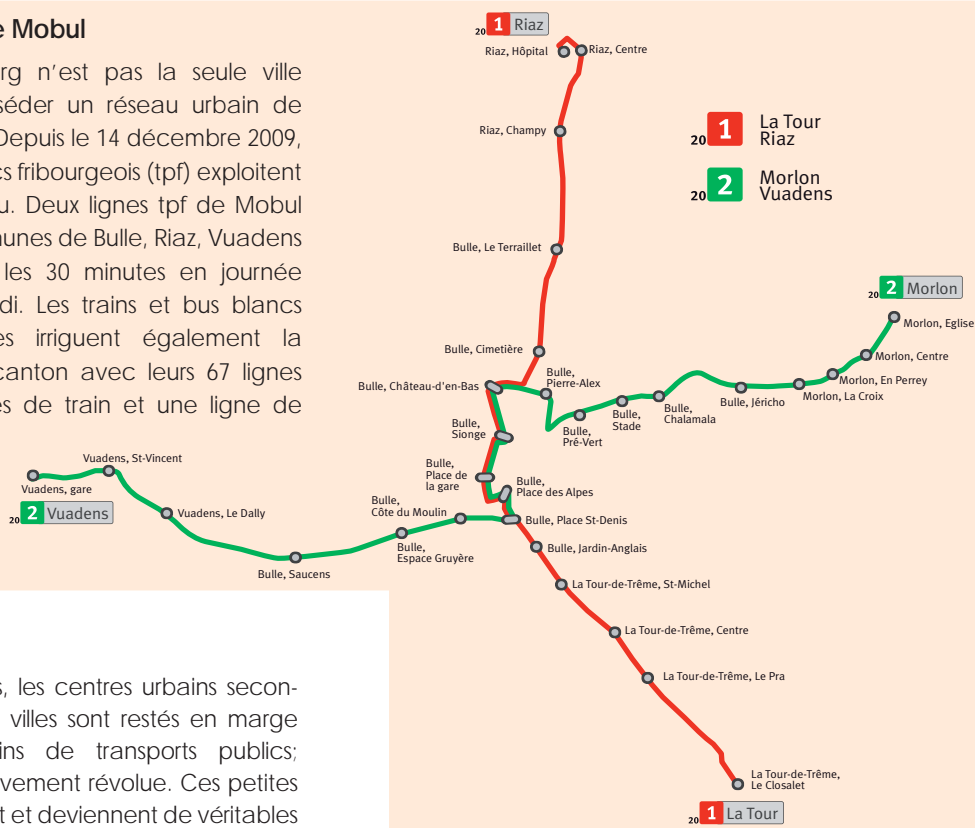 e Mobul
rg n'est pas la seule ville
séder un réseau urbain de
Depuis le 14 décembre 2009,
cs fribourgeois (tpf) exploitent
u. Deux lignes tpf de Mobul
munes de Bulle, Riaz, Vuadens
les 30 minutes en journée
di. Les trains et bus blancs
es irriguent également la
canton avec leurs 67 lignes
es de train et une ligne de
20 1 Riaz
Riaz, Hôpital
Riaz, Centre
Riaz, Champy
20 1 La Tour
Riaz
20 2 Morlon
Vuadens
Bulle, Le Terraillet
20 2 Morlon
Morlon, Eglise
Morlon, Centre
Morlon, En Perrey
Morlon, La Croix
Bulle, Jéricho
Bulle,
Chalamala
Bulle,
Stade
Bulle,
Pré-Vert
Bulle,
Pierre-Alex
Bulle, Cimetière
Bulle, Château-d'en-Bas
Bulle,
Sionge
Bulle,
Place de
la gare
Bulle,
Place des Alpes
Bulle, Place St-Denis
Bulle,
Côte du Moulin
Bulle,
Espace Gruyère
Bulle, Saucens
Vuadens, Le Dally
Vuadens, St-Vincent
Vuadens, gare
20 2 Vuadens
Bulle, Jardin-Anglais
La Tour-de-Trême, St-Michel
La Tour-de-Trême, Centre
La Tour-de-Trême, Le Pra
La Tour-de-Trême,
Le Closalet
20 1 La Tour
s, les centres urbains secon-
villes sont restés en marge
ins de transports publics;
vement révolue. Ces petites
t et deviennent de véritables